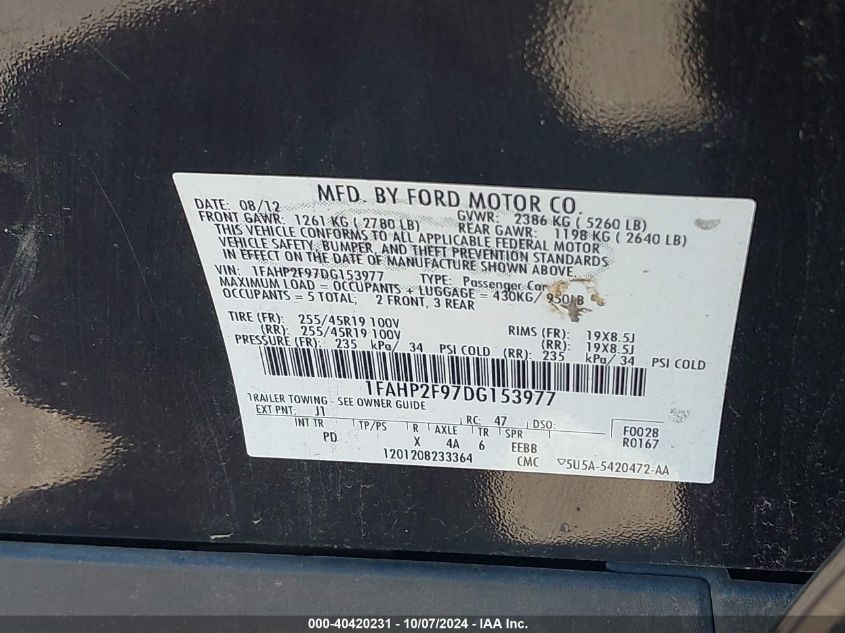 MFD. BY FORD MOTOR CO.
DATE: 08/12 GVWR: 2386 KG ( 5260 LB)
FRONT GAWR: 1261 KG ( 2780 LB) REAR GAWR: 1198 KG ( 2640 LB)
THIS VEHICLE CONFORMS TO ALL APPLICABLE FEDERAL MOTOR
VEHICLE SAFETY, BUMPER, AND THEFT PREVENTION STANDARDS
IN EFFECT ON THE DATE OF MANUFACTURE SHOWN ABOVE.
VIN: 1FAHP2F97DG153977 TYPE: Passenger Car
MAXIMUM LOAD = OCCUPANTS + LUGGAGE = 430KG/ 950LB
OCCUPANTS = 5 TOTAL; 2 FRONT, 3 REAR
TIRE (FR): 255/45R19 100V RIMS (FR): 19X8.5J
(RR): 255/45R19 100V (RR): 19X8.5J
PRESSURE (FR): 235 kPa/ 34 PSI COLD (RR): 235 kPa/ 34 PSI COLD
1FAHP2F97DG153977
TRAILER TOWING - SEE OWNER GUIDE
EXT PNT: J1 RC: 47 DSO: F0028
INT TR TP/PS R AXLE TR SPR R0167
PD X 4A 6 EEBB
1201208233364 CMC ▽5U5A-5420472-AA
000-40420231 - 10/07/2024 - IAA Inc.